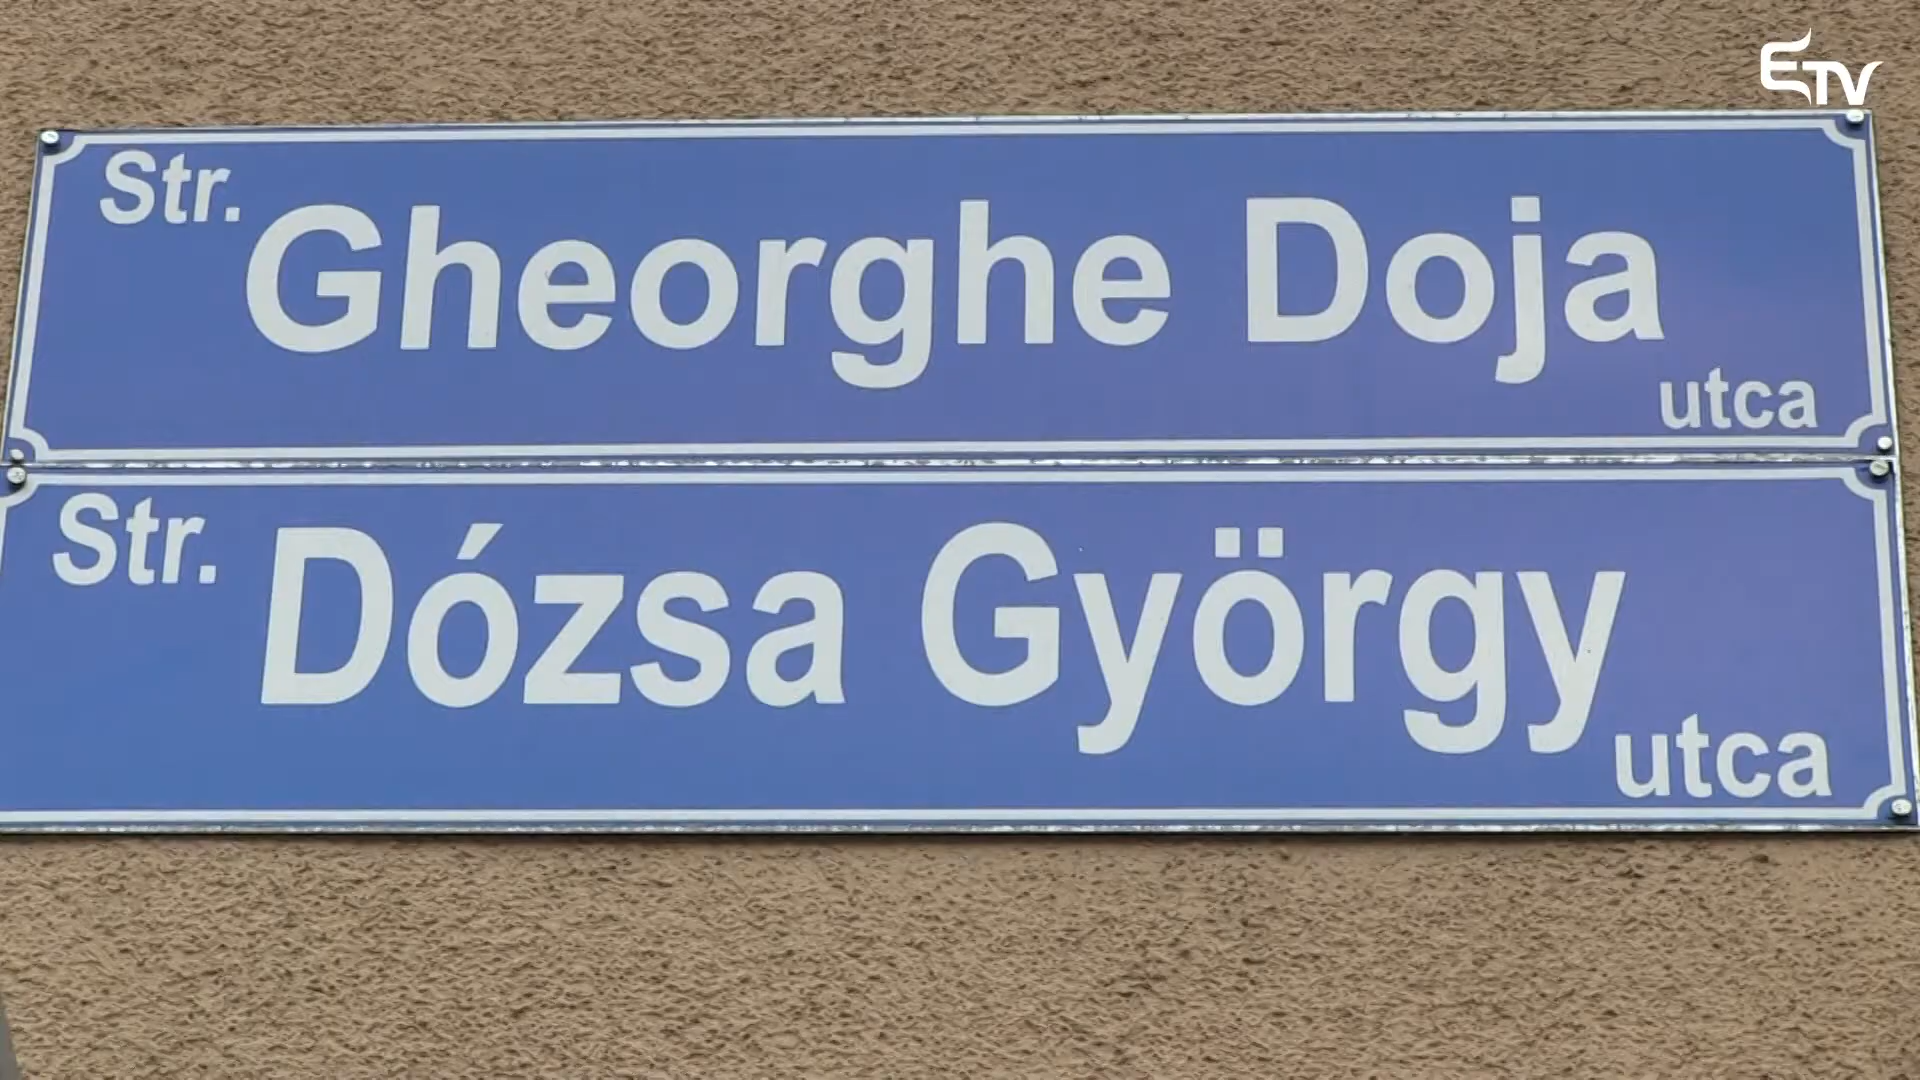 ETV
Str.
Gheorghe Doja
utca
Str.
Dózsa György
utca